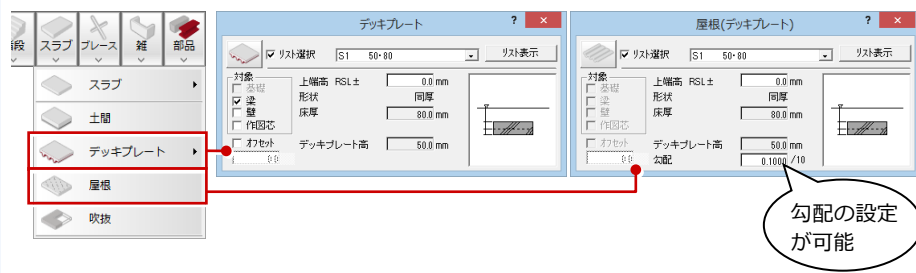 段
スラブ
ブレース
雑
部品
スラブ
土間
デッキプレート
屋根
吹抜
デッキプレート
? ×
リスト選択 S1 50･80 リスト表示
対象
基礎
梁
壁
作図芯
オフセット
0.0
上端高 RSL± 0.0 mm
形状 同厚
床厚 80.0 mm
デッキプレート高 50.0 mm
屋根(デッキプレート)
? ×
リスト選択 S1 50･80 リスト表示
対象
基礎
梁
壁
作図芯
オフセット
0.0
上端高 RSL± 0.0 mm
形状 同厚
床厚 80.0 mm
デッキプレート高 50.0 mm
勾配 0.1000 /10
勾配の設定
が可能